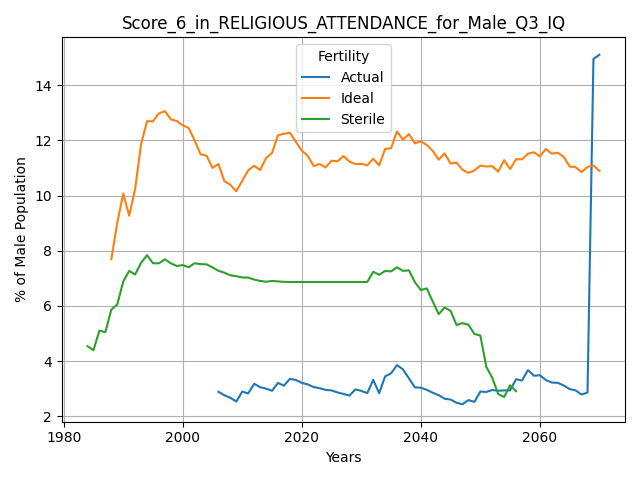 Score_6_in_RELIGIOUS_ATTENDANCE_for_Male_Q3_IQ
Fertility
Actual
Ideal
Sterile
% of Male Population
14
12
10
8
6
4
2
1980
2000
2020
2040
2060
Years